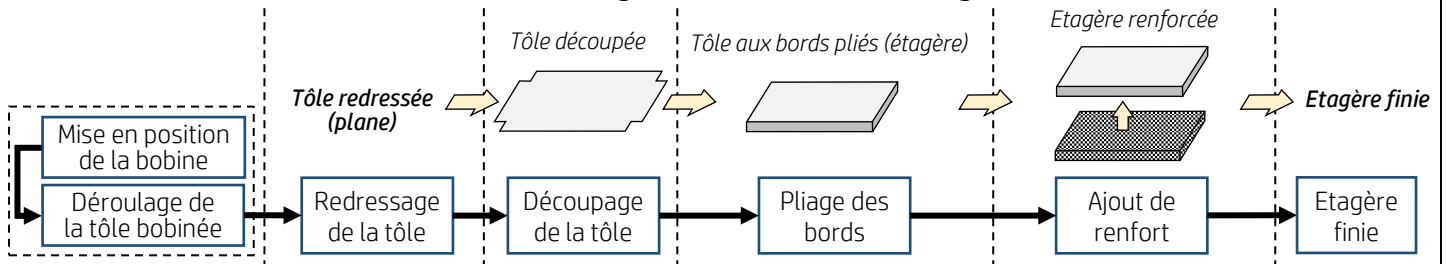 Etagère renforcée
Tôle découpée
Tôle aux bords pliés (étagère)
Tôle redressée
(plane)
Etagère finie
Mise en position
de la bobine
Déroulage de
la tôle bobinée
Redressage
de la tôle
Découpage
de la tôle
Pliage des
bords
Ajout de
renfort
Etagère
finie